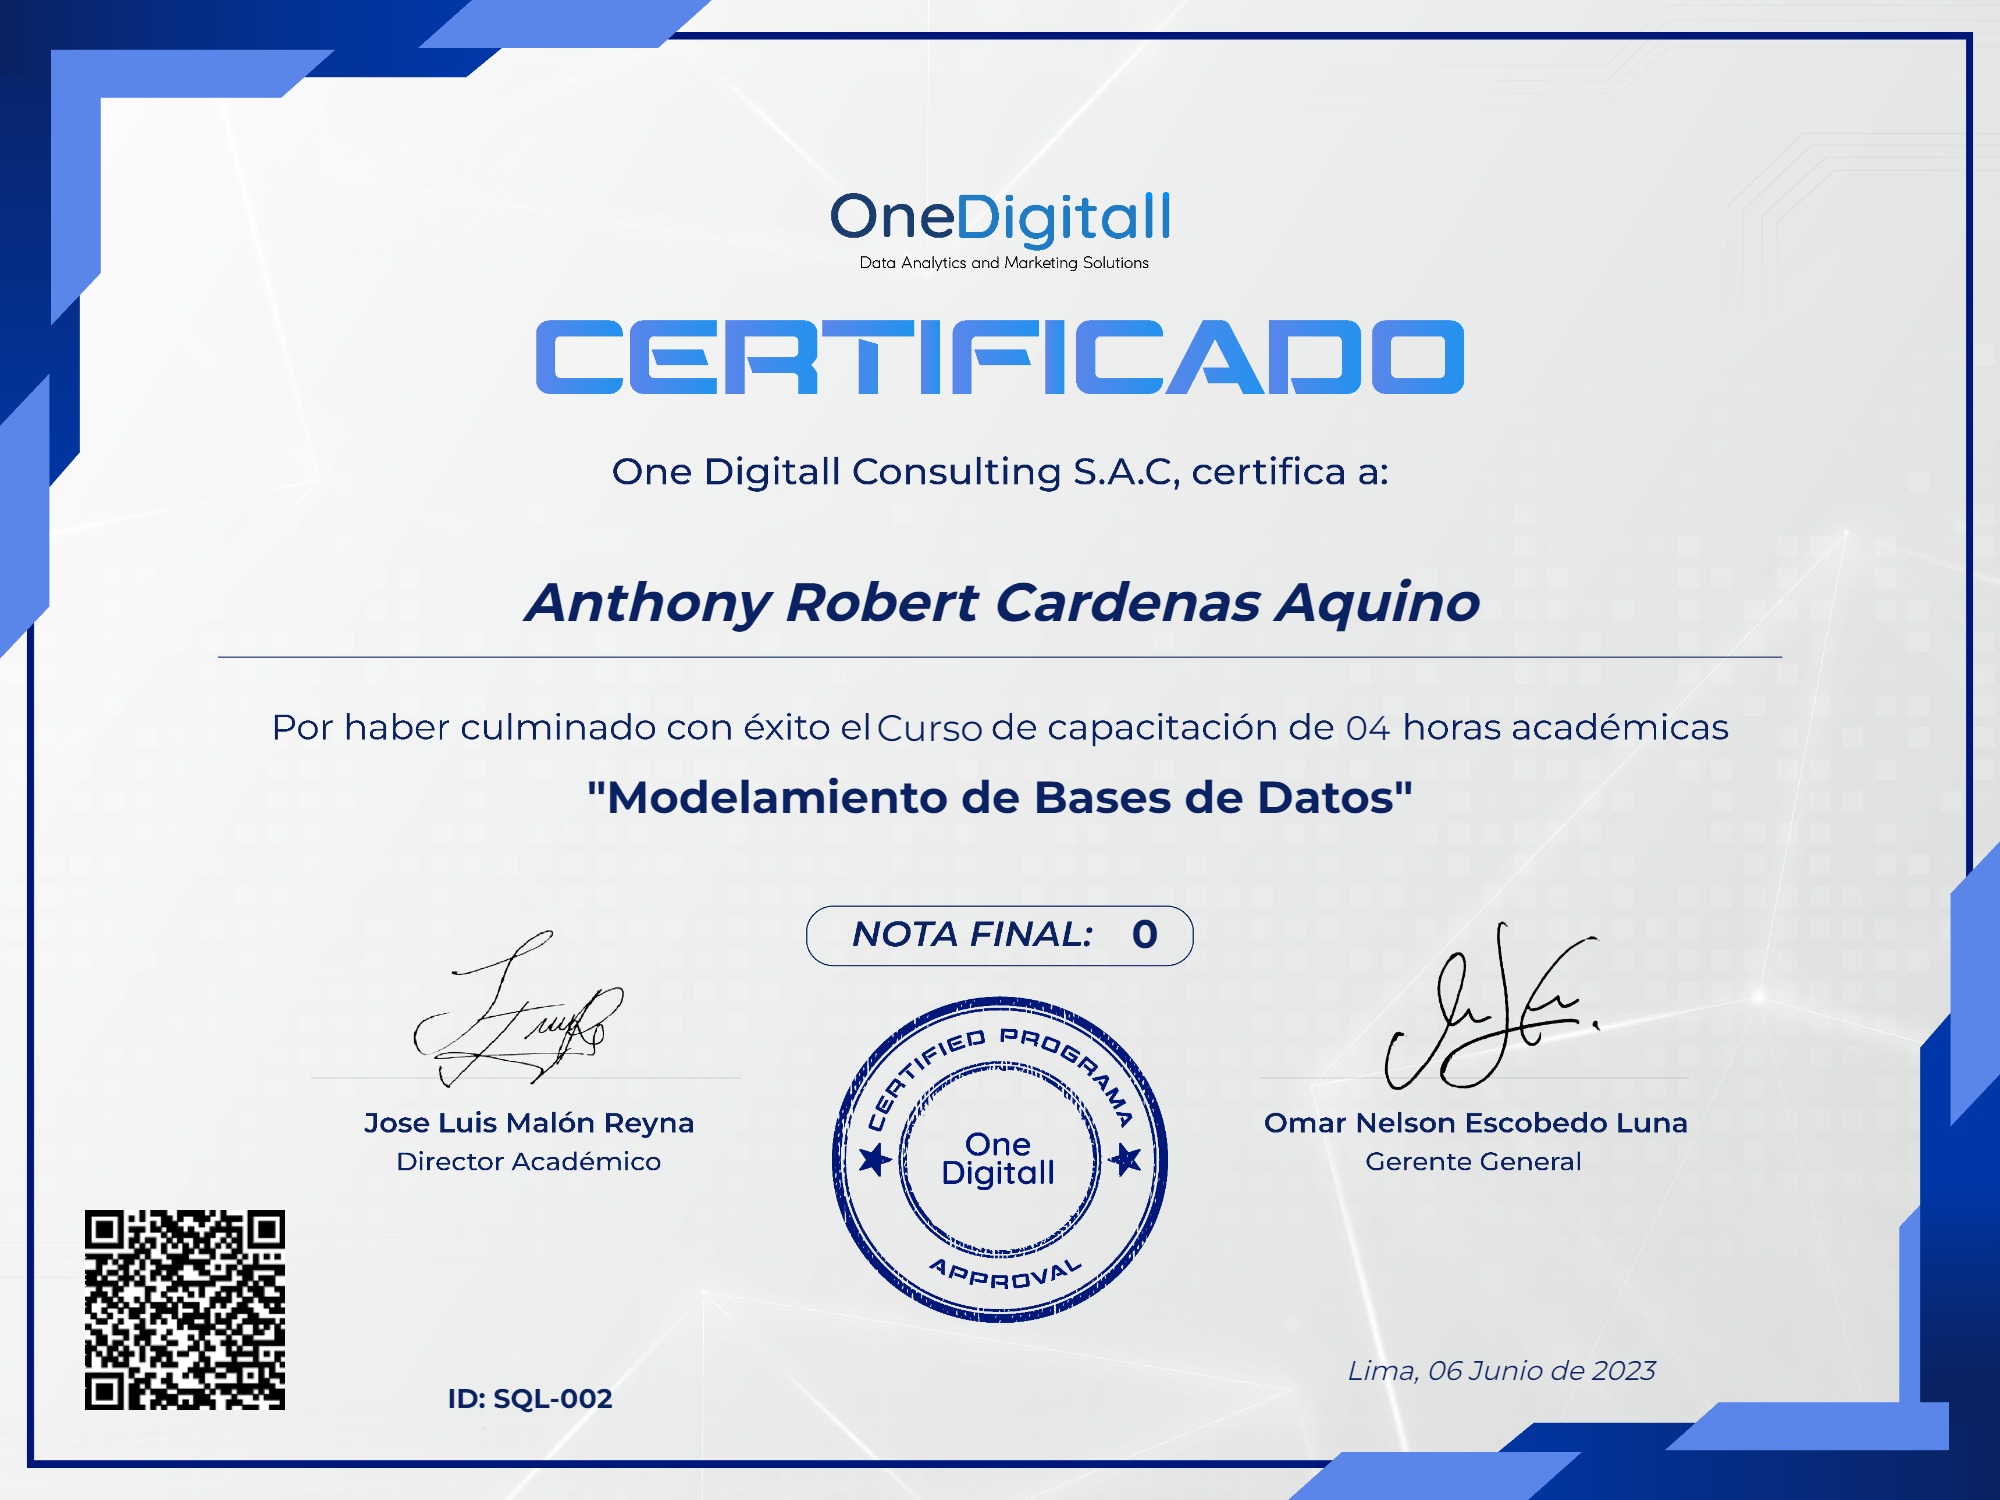 OneDigitall
Data Analytics and Marketing Solutions
CERTIFICADO
One Digitall Consulting S.A.C, certifica a:
Anthony Robert Cardenas Aquino
Por haber culminado con éxito el Curso de capacitación de 04 horas académicas
"Modelamiento de Bases de Datos"
NOTA FINAL: 0
CERTIFIED PROGRAMA
One
Digitall
APPROVAL
Jose Luis Malón Reyna
Director Académico
Omar Nelson Escobedo Luna
Gerente General
ID: SQL-002
Lima, 06 Junio de 2023